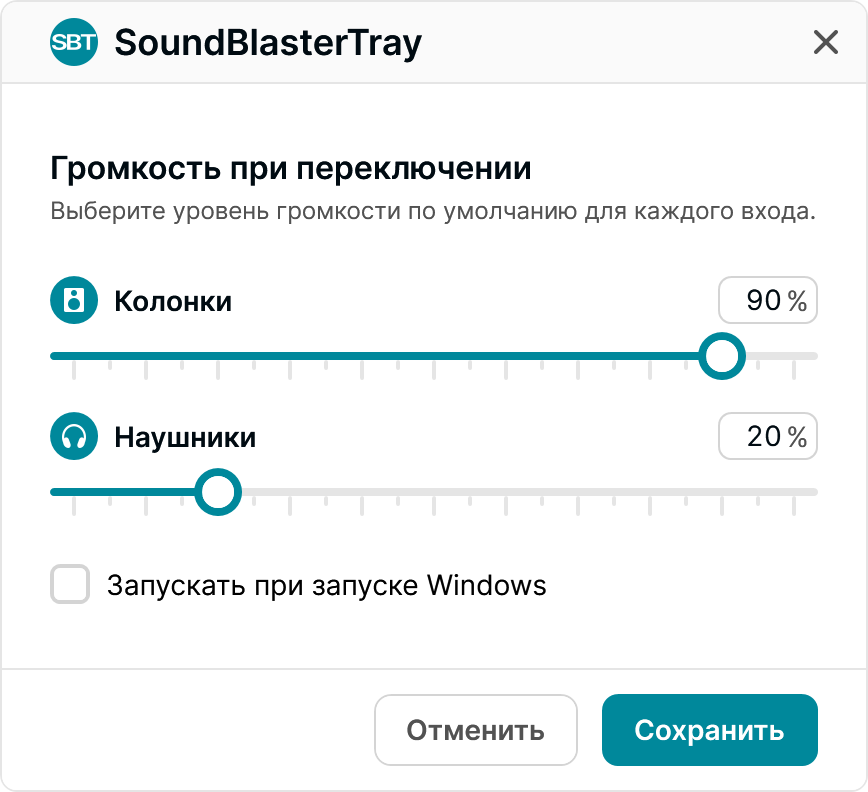 SBT SoundBlasterTray
Громкость при переключении
Выберите уровень громкости по умолчанию для каждого входа.
Колонки 90 %
Наушники 20 %
Запускать при запуске Windows
Отменить Сохранить